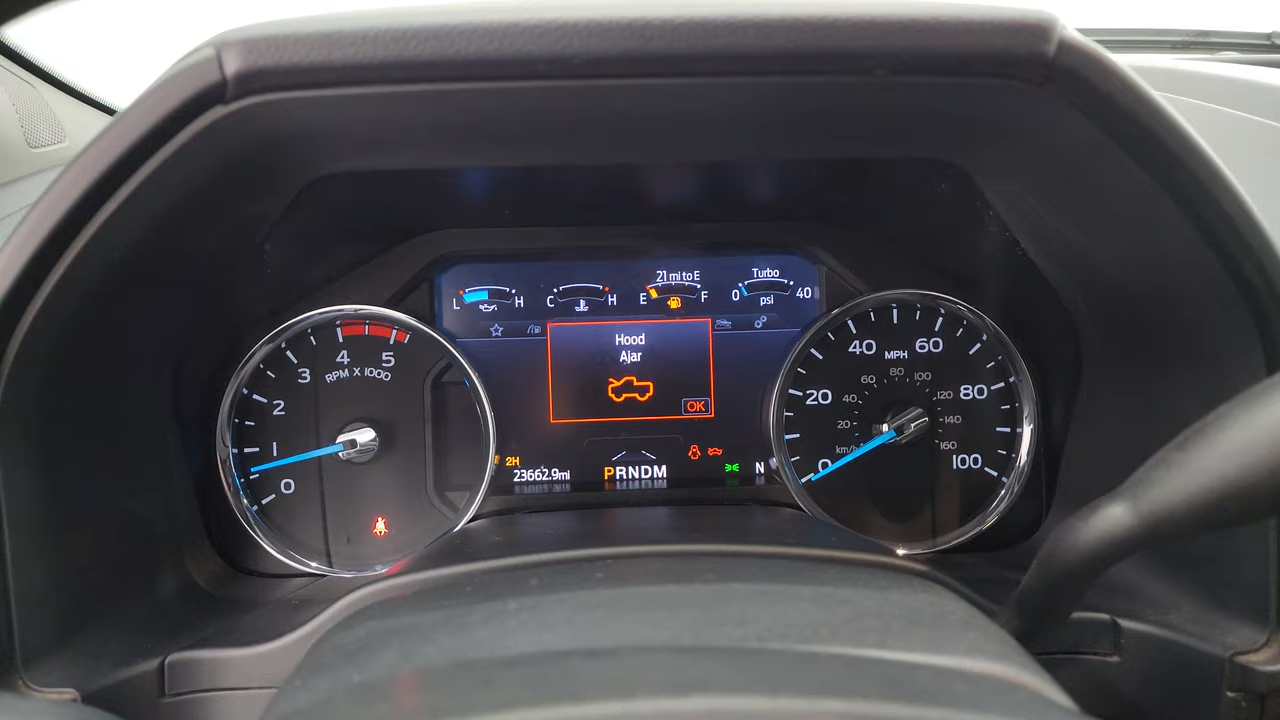 21 mi to E
Turbo
L H
C H
E F
0 40
psi
Hood
Ajar
OK
2H
23662.9mi
PRNDM
N
0 1 2 3 4 5
RPM X 1000
0 20 40 60 80 100
MPH
20 40 60 80 100 120 140 160
km/h